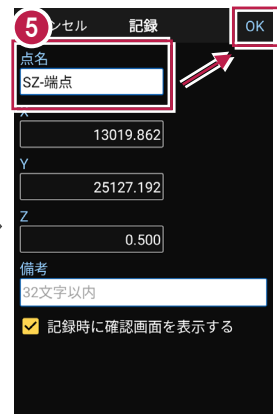 5 ンセル 記録 OK
点名
SZ-端点
X
13019.862
Y
25127.192
Z
0.500
備考
32文字以内
記録時に確認画面を表示する